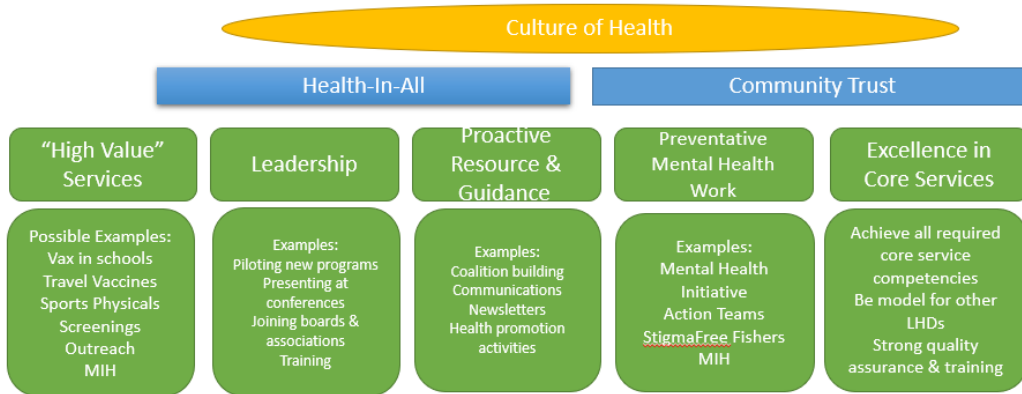 Culture of Health
Health-In-All
Community Trust
“High Value”
Services
Leadership
Proactive
Resource &
Guidance
Preventative
Mental Health
Work
Excellence in
Core Services
Possible Examples:
Vax in schools
Travel Vaccines
Sports Physicals
Screenings
Outreach
MIH
Examples:
Piloting new programs
Presenting at
conferences
Joining boards &
associations
Training
Examples:
Coalition building
Communications
Newsletters
Health promotion
activities
Examples:
Mental Health
Initiative
Action Teams
StigmaFree Fishers
MIH
Achieve all required
core service
competencies
Be model for other
LHDs
Strong quality
assurance & training